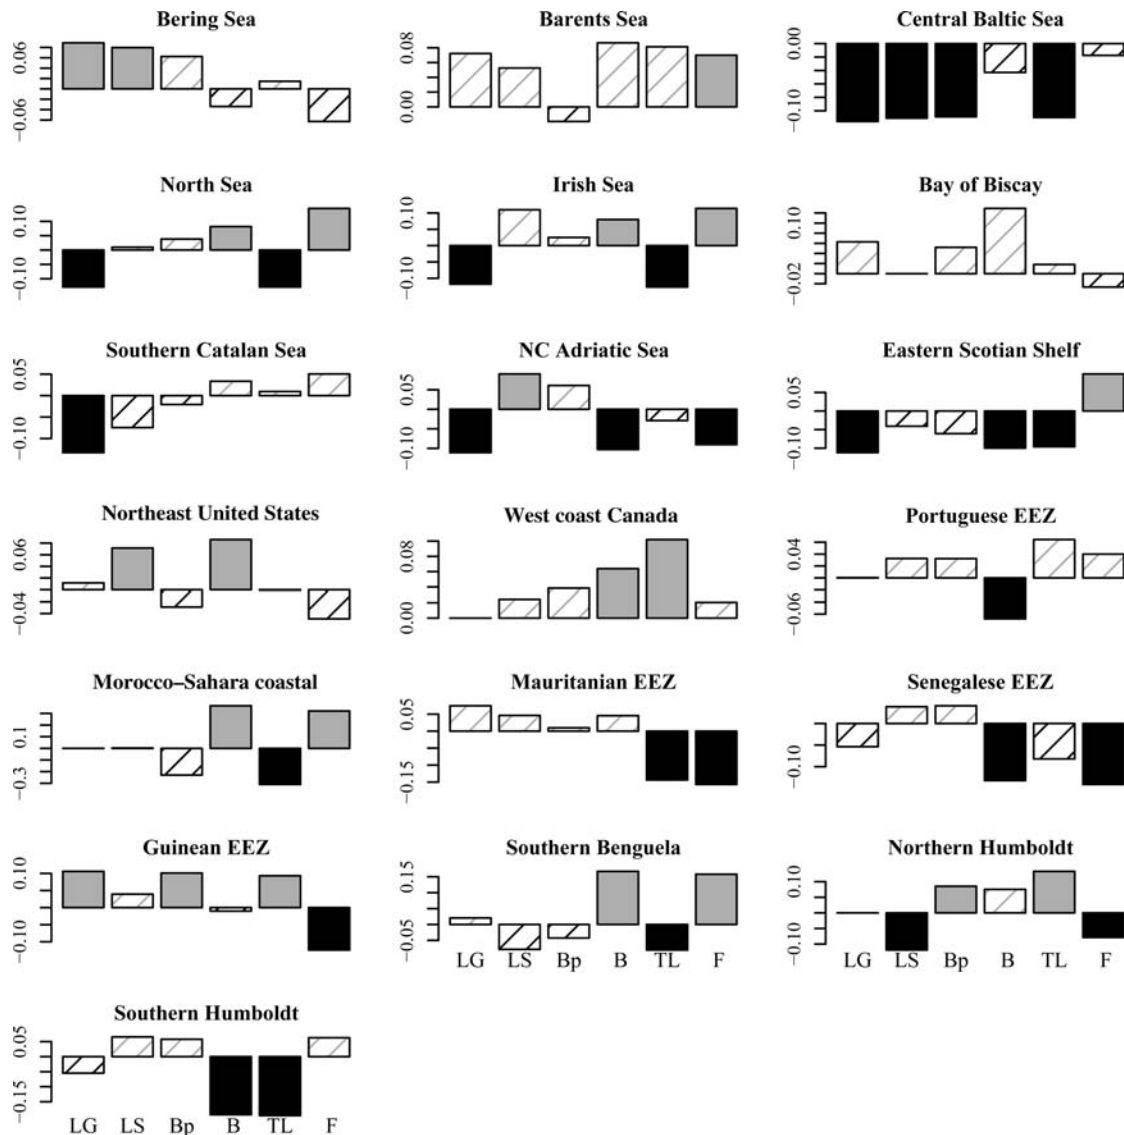 Bering Sea
0.06
−0.06
Barents Sea
0.08
0.00
Central Baltic Sea
0.00
−0.10
North Sea
0.10
−0.10
Irish Sea
0.10
−0.10
Bay of Biscay
0.10
−0.02
Southern Catalan Sea
0.05
−0.10
NC Adriatic Sea
0.05
−0.10
Eastern Scotian Shelf
0.05
−0.10
Northeast United States
0.06
−0.04
West coast Canada
0.08
0.00
Portuguese EEZ
0.04
−0.06
Morocco–Sahara coastal
0.1
−0.3
Mauritanian EEZ
0.05
−0.15
Senegalese EEZ
−0.10
Guinean EEZ
0.10
−0.10
Southern Benguela
0.15
−0.05
LG LS Bp B TL F
Northern Humboldt
0.10
−0.10
LG LS Bp B TL F
Southern Humboldt
0.05
−0.15
LG LS Bp B TL F